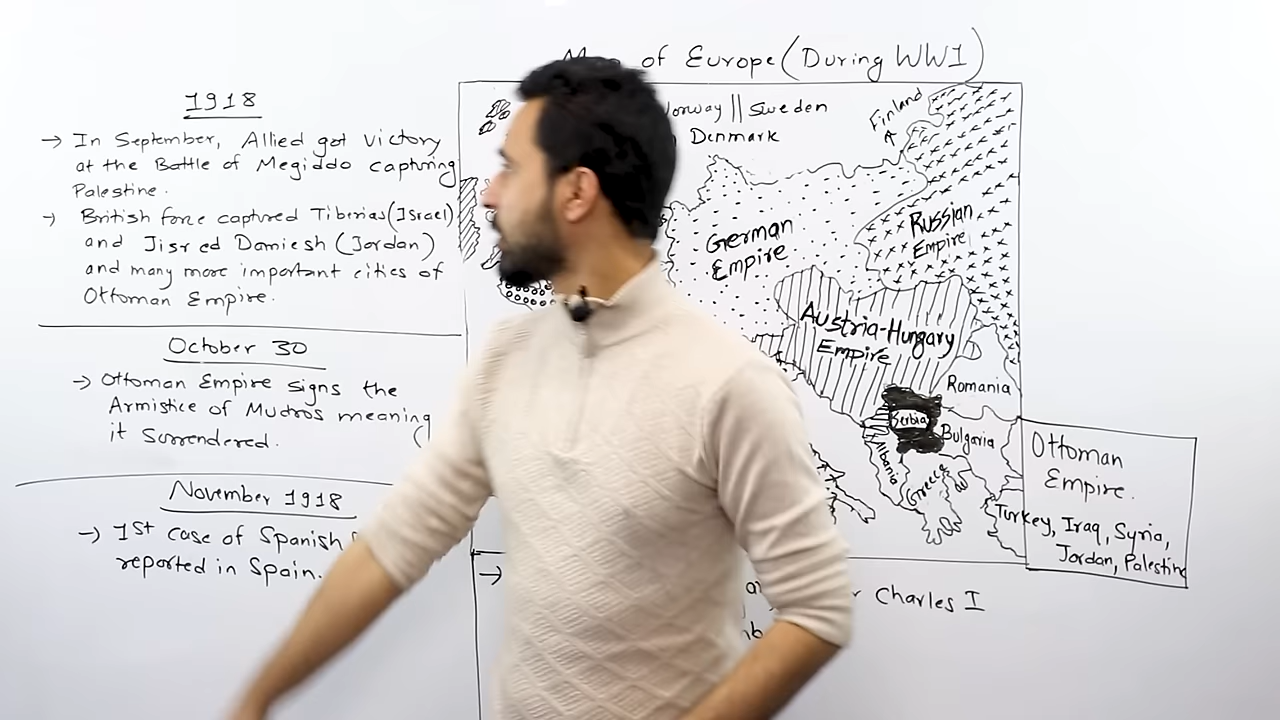 1918
→ In September, Allied got victory
at the Battle of Megiddo capturing
Palestine.
→ British force captured Tiberias (Israel)
and Jisr ed Damiesh (Jordan)
and many more important cities of
Ottoman Empire.
October 30
→ Ottoman Empire signs the
Armistice of Mudros meaning
it surrendered. (
November 1918
→ 1st case of Spanish
reported in Spain.
of Europe (During WW1)
Norway || Sweden
Denmark
Finland
German
Empire
Russian
Empire
Austria-Hungary
Empire
Romania
Serbia
Bulgaria
Albania
Greece
Ottoman
Empire.
Turkey, Iraq, Syria,
Jordan, Palestine
→
Charles I